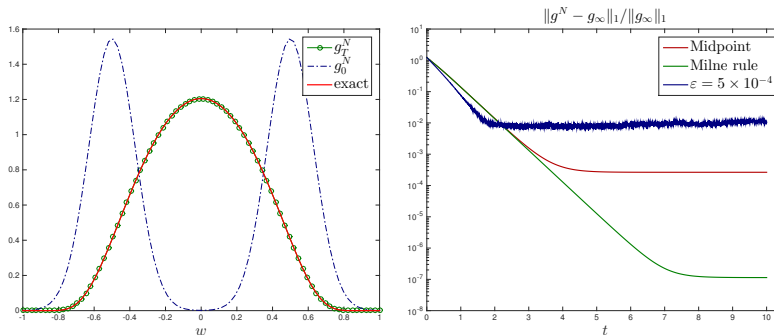 1.6
1.4
1.2
1
0.8
0.6
0.4
0.2
0
-1 -0.8 -0.6 -0.4 -0.2 0 0.2 0.4 0.6 0.8 1
w
g_T^N
g_0^N
exact
‖g^N − g_∞‖_1/‖g_∞‖_1
10^1
10^0
10^-1
10^-2
10^-3
10^-4
10^-5
10^-6
10^-7
10^-8
0 1 2 3 4 5 6 7 8 9 10
t
Midpoint
Milne rule
ε = 5 × 10^−4